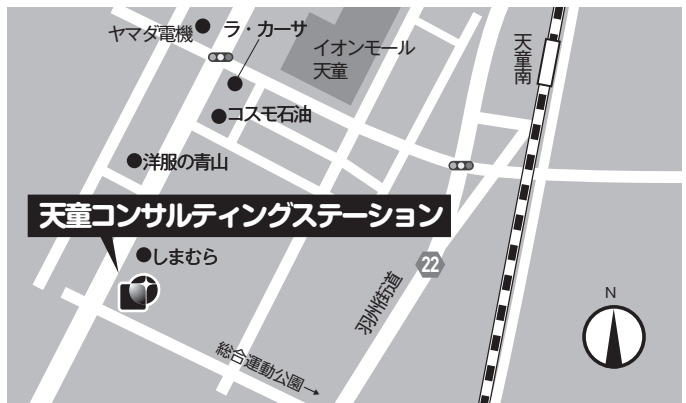 ヤマダ電機
ラ・カーサ
イオンモール
天童
天童南
コスモ石油
洋服の青山
天童コンサルティングステーション
しまむら
22
羽州街道
総合運動公園→
N